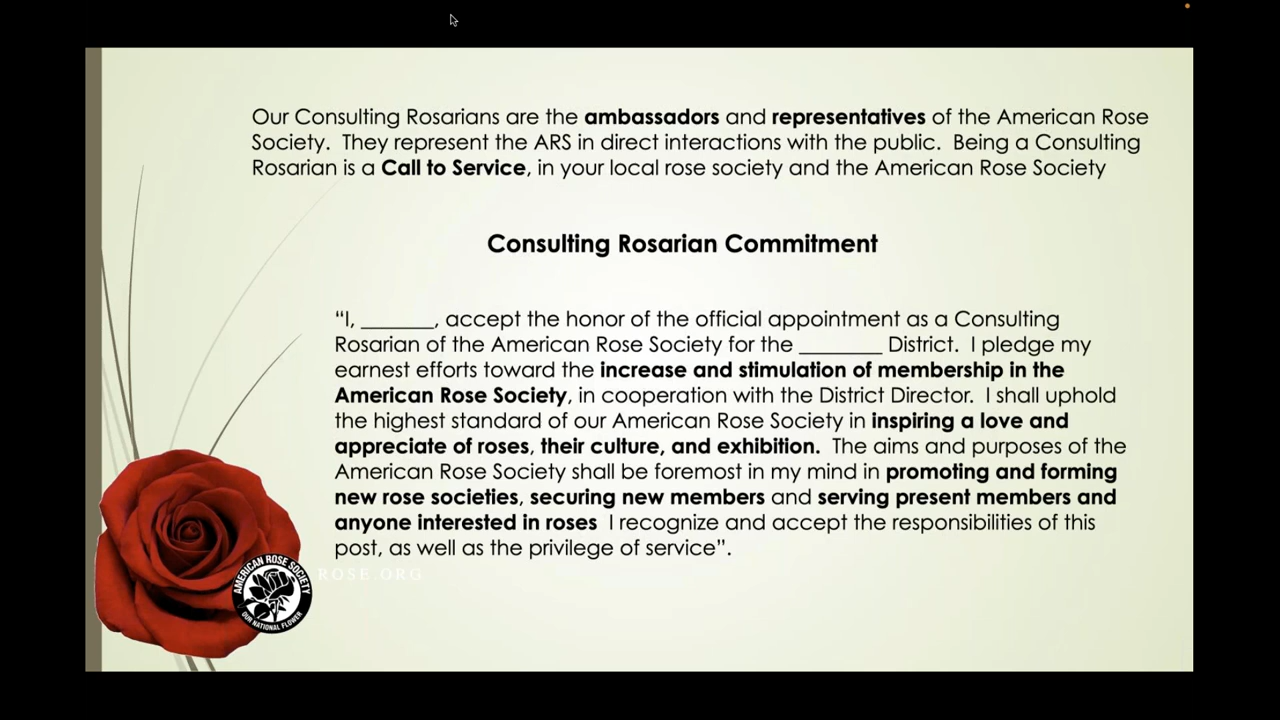 Our Consulting Rosarians are the ambassadors and representatives of the American Rose
Society.  They represent the ARS in direct interactions with the public.  Being a Consulting
Rosarian is a Call to Service, in your local rose society and the American Rose Society
Consulting Rosarian Commitment
“I, _______, accept the honor of the official appointment as a Consulting
Rosarian of the American Rose Society for the ________ District.  I pledge my
earnest efforts toward the increase and stimulation of membership in the
American Rose Society, in cooperation with the District Director.  I shall uphold
the highest standard of our American Rose Society in inspiring a love and
appreciate of roses, their culture, and exhibition.  The aims and purposes of the
American Rose Society shall be foremost in my mind in promoting and forming
new rose societies, securing new members and serving present members and
anyone interested in roses  I recognize and accept the responsibilities of this
post, as well as the privilege of service”.
ROSE.ORG
AMERICAN ROSE SOCIETY
OUR NATIONAL FLOWER